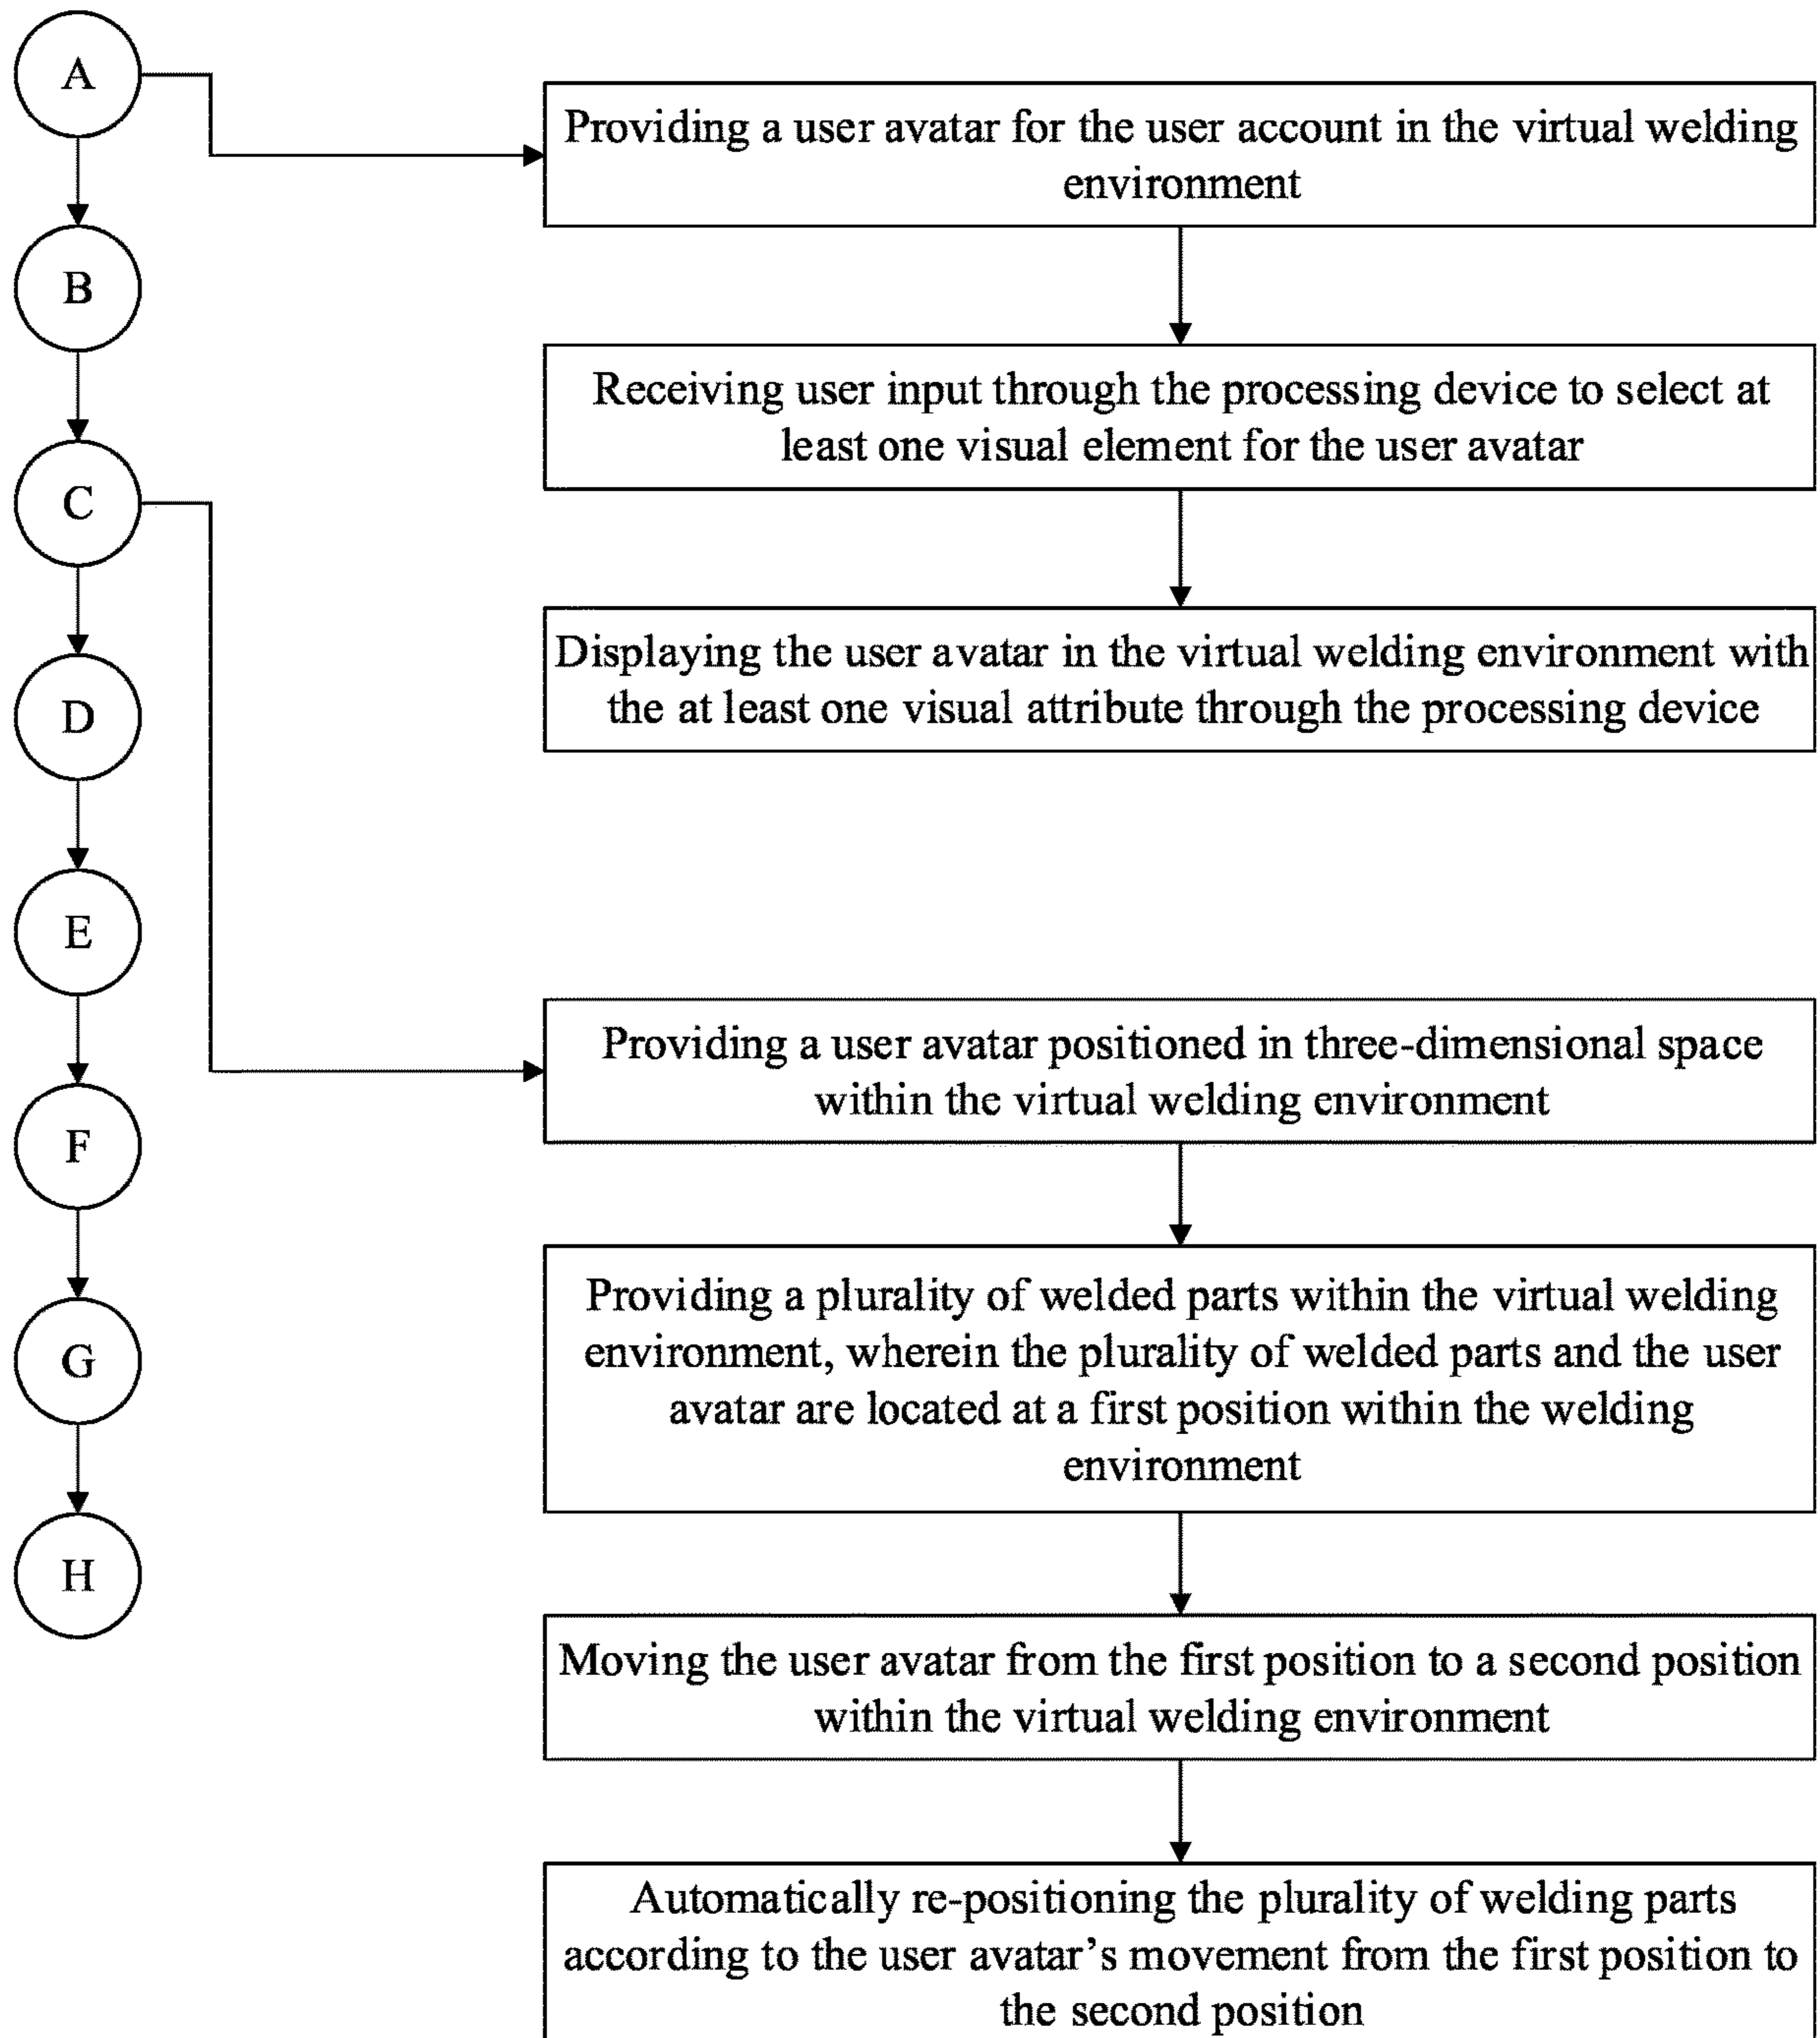 A
Providing a user avatar for the user account in the virtual welding
environment
B
Receiving user input through the processing device to select at
least one visual element for the user avatar
C
Displaying the user avatar in the virtual welding environment with
the at least one visual attribute through the processing device
D
E
Providing a user avatar positioned in three-dimensional space
within the virtual welding environment
F
Providing a plurality of welded parts within the virtual welding
environment, wherein the plurality of welded parts and the user
avatar are located at a first position within the welding
environment
G
H
Moving the user avatar from the first position to a second position
within the virtual welding environment
Automatically re-positioning the plurality of welding parts
according to the user avatar’s movement from the first position to
the second position